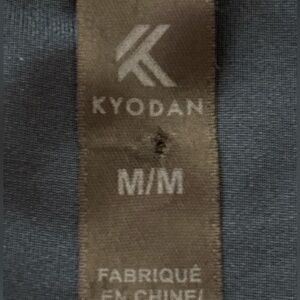 KYODAN
M/M
FABRIQUÉ
EN CHINE/